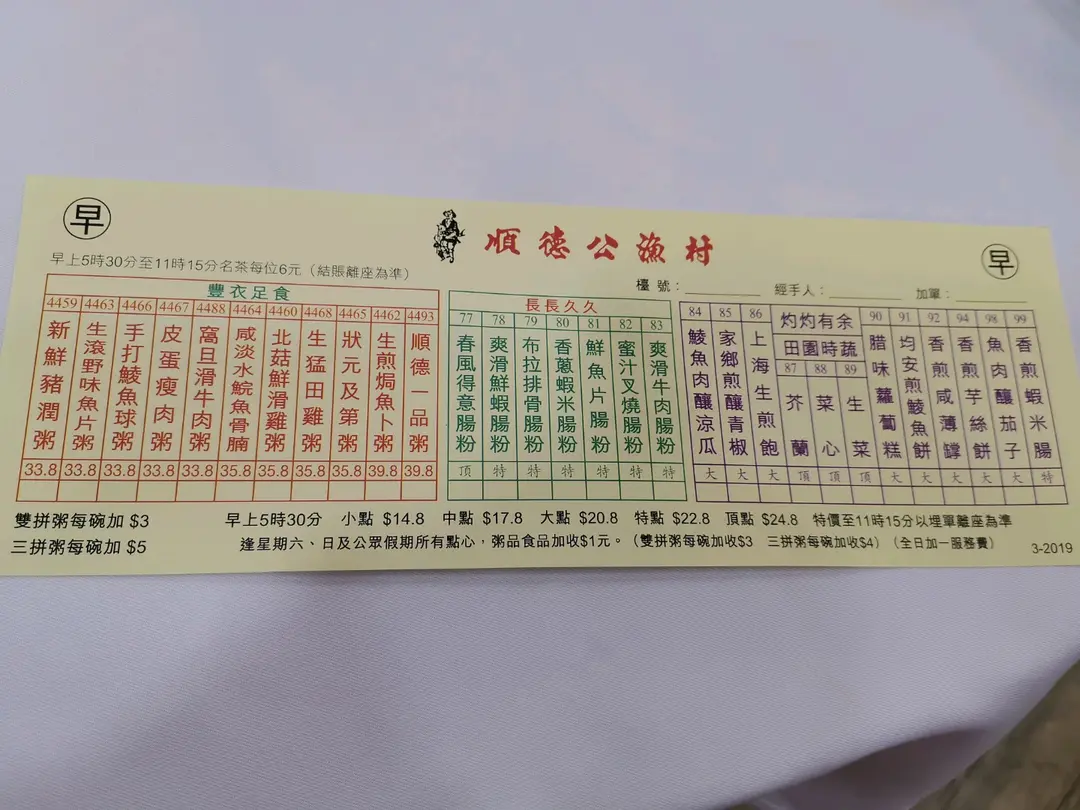 早
順德公漁村
早
早上5時30分至11時15分名茶每位6元（結賬離座為準）
檯號：
經手人：
加單：
豐衣足食
4459 新鮮豬潤粥 33.8
4463 生滾野味魚片粥 33.8
4466 手打鯪魚球粥 33.8
4467 皮蛋瘦肉粥 33.8
4488 窩旦滑牛肉粥 33.8
4464 咸淡水鯇魚骨腩 35.8
4460 北菇鮮滑雞粥 35.8
4468 生猛田雞粥 35.8
4465 狀元及第粥 35.8
4462 生煎焗魚卜粥 39.8
4493 順德一品粥 39.8
長長久久
77 春風得意腸粉 頂
78 爽滑鮮蝦腸粉 特
79 布拉排骨腸粉 特
80 香蔥蝦米腸粉 特
81 鮮魚片腸粉 特
82 蜜汁叉燒腸粉 特
83 爽滑牛肉腸粉 特
84 鯪魚肉釀涼瓜 大
85 家鄉煎釀青椒 大
86 上海生煎飽 大
灼灼有余
田園時蔬
87 芥蘭 頂
88 菜心 頂
89 生菜 頂
90 腊味蘿蔔糕 大
91 均安煎鯪魚餅 大
92 香煎咸薄罉 大
94 香煎芋絲餅 大
98 魚肉釀茄子 大
99 香煎蝦米腸 特
雙拼粥每碗加 $3
三拼粥每碗加 $5
早上5時30分 小點 $14.8 中點 $17.8 大點 $20.8 特點 $22.8 頂點 $24.8 特價至11時15分以埋單離座為準
逢星期六、日及公眾假期所有點心，粥品食品加收$1元。（雙拼粥每碗加收$3 三拼粥每碗加收$4）（全日加一服務費）
3-2019